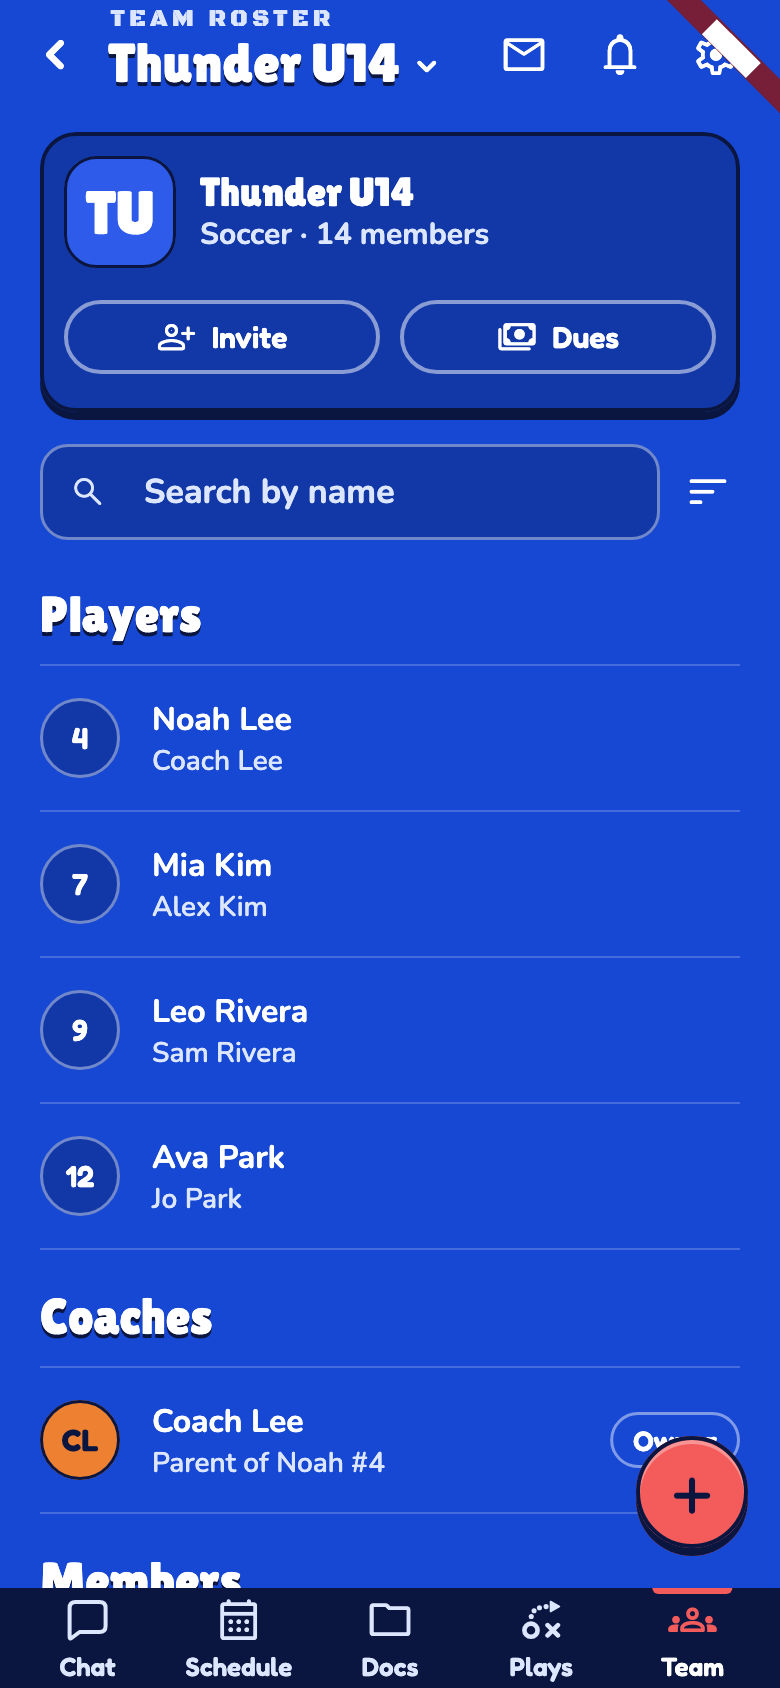 TEAM ROSTER
Thunder U14
TU
Thunder U14
Soccer · 14 members
Invite
Dues
Search by name
Players
4
Noah Lee
Coach Lee
7
Mia Kim
Alex Kim
9
Leo Rivera
Sam Rivera
12
Ava Park
Jo Park
Coaches
CL
Coach Lee
Parent of Noah #4
Members
Chat
Schedule
Docs
Plays
Team